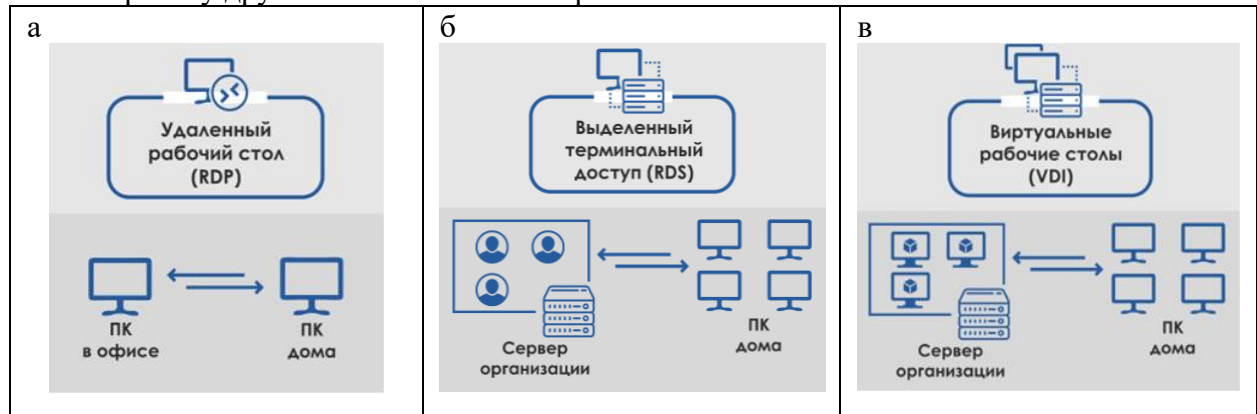 а
Удаленный
рабочий стол
(RDP)
ПК
в офисе
ПК
дома
б
Выделенный
терминальный
доступ (RDS)
Сервер
организации
ПК
дома
в
Виртуальные
рабочие столы
(VDI)
Сервер
организации
ПК
дома